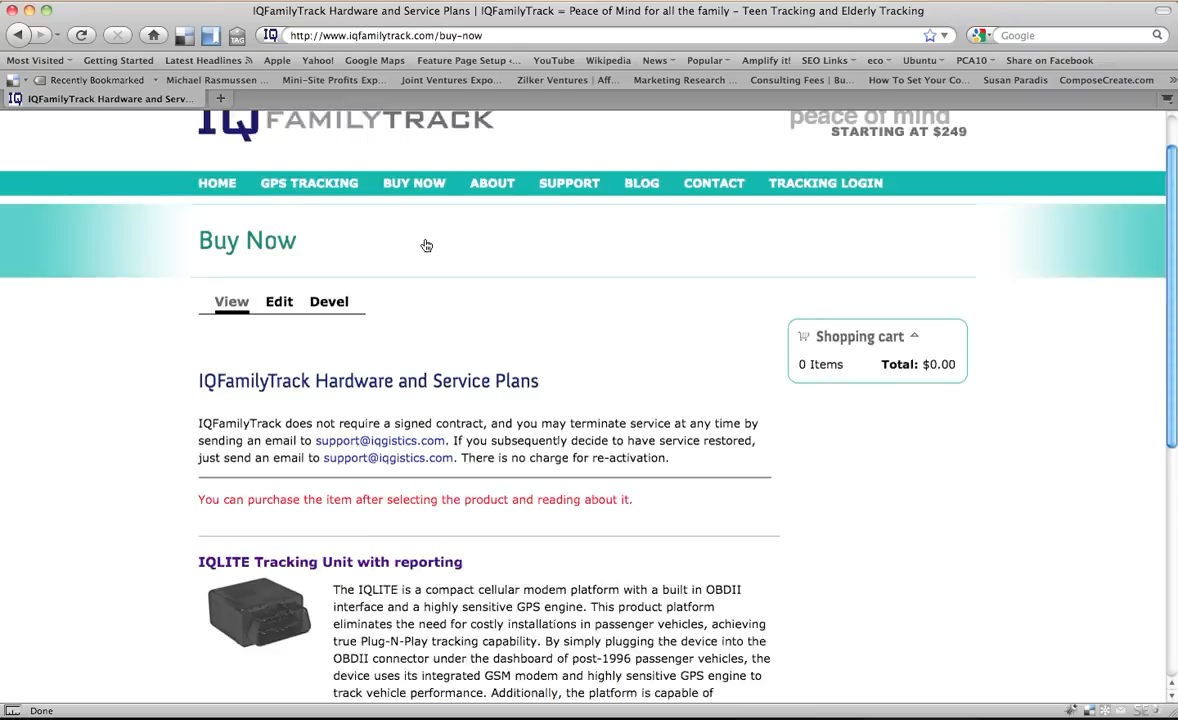 IQFamilyTrack Hardware and Service Plans | IQFamilyTrack = Peace of Mind for all the family - Teen Tracking and Elderly Tracking
TAG IQ http://www.iqfamilytrack.com/buy-now Google
Most Visited Getting Started Latest Headlines Apple Yahoo! Google Maps Feature Page Setup ‹... YouTube Wikipedia News Popular Amplify it! SEO Links eco Ubuntu PCA10 Share on Facebook
Recently Bookmarked Michael Rasmussen ... Mini-Site Profits Exp... Joint Ventures Expo... Zilker Ventures | Aff... Marketing Research ... Consulting Fees | Bu... How To Set Your Co... Susan Paradis ComposeCreate.com »
IQ IQFamilyTrack Hardware and Serv... +
IQ FAMILYTRACK
peace of mind
STARTING AT $249
HOME GPS TRACKING BUY NOW ABOUT SUPPORT BLOG CONTACT TRACKING LOGIN
Buy Now
View Edit Devel
Shopping cart
0 Items Total: $0.00
IQFamilyTrack Hardware and Service Plans
IQFamilyTrack does not require a signed contract, and you may terminate service at any time by
sending an email to support@iqgistics.com. If you subsequently decide to have service restored,
just send an email to support@iqgistics.com. There is no charge for re-activation.
You can purchase the item after selecting the product and reading about it.
IQLITE Tracking Unit with reporting
The IQLITE is a compact cellular modem platform with a built in OBDII
interface and a highly sensitive GPS engine. This product platform
eliminates the need for costly installations in passenger vehicles, achieving
true Plug-N-Play tracking capability. By simply plugging the device into the
OBDII connector under the dashboard of post-1996 passenger vehicles, the
device uses its integrated GSM modem and highly sensitive GPS engine to
track vehicle performance. Additionally, the platform is capable of
Done